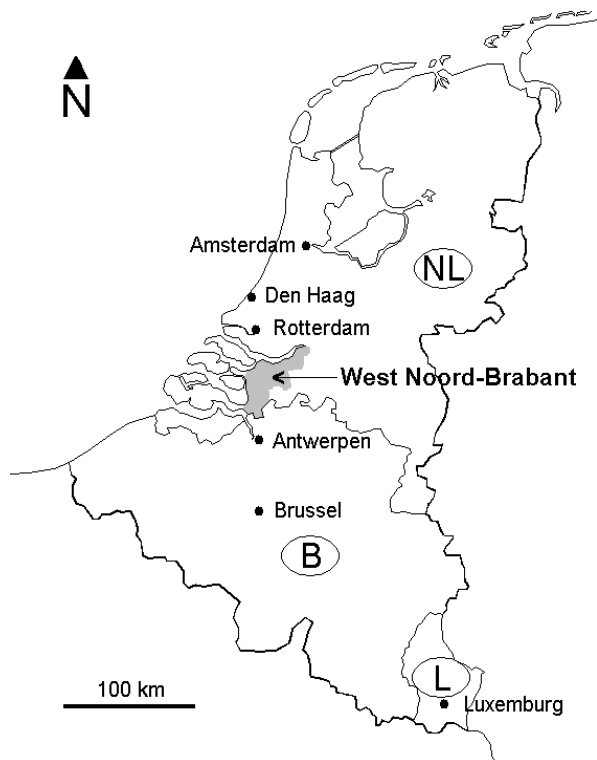 N
Amsterdam
NL
Den Haag
Rotterdam
West Noord-Brabant
Antwerpen
Brussel
B
L
100 km
Luxemburg